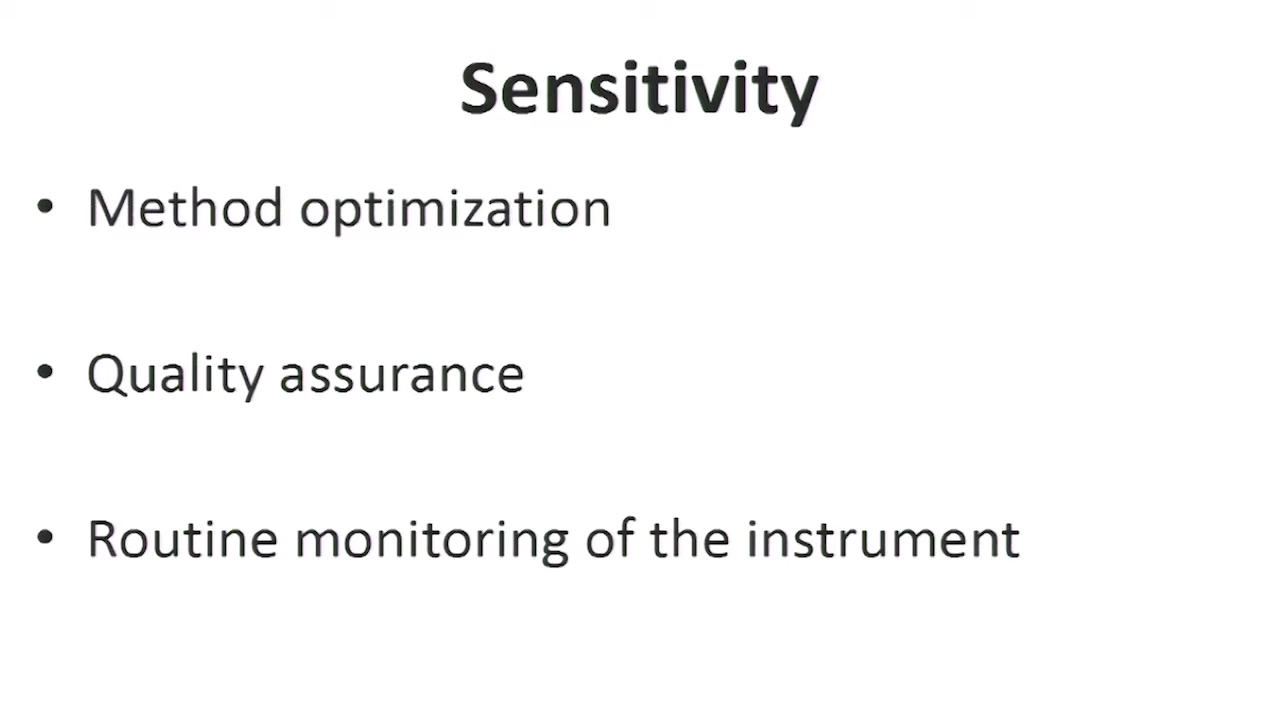 Sensitivity
• Method optimization
• Quality assurance
• Routine monitoring of the instrument